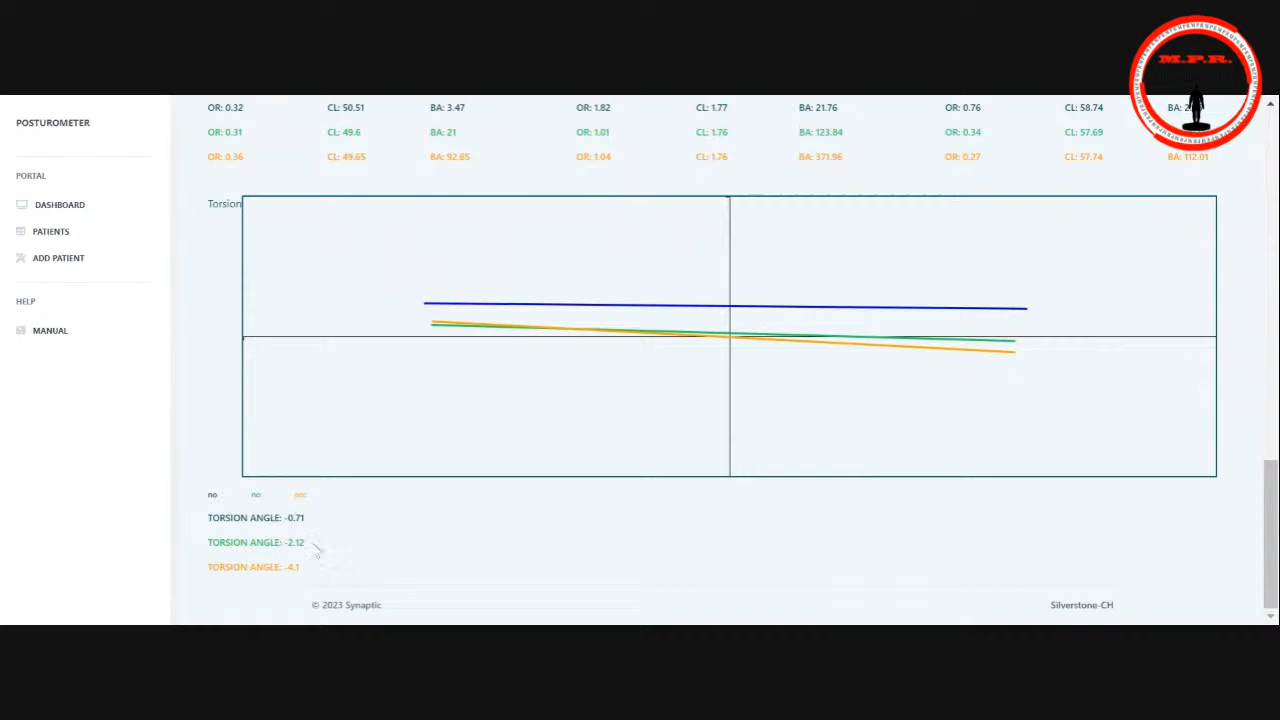 M.P.R.
POSTUROMETER
PORTAL
DASHBOARD
PATIENTS
ADD PATIENT
HELP
MANUAL
OR: 0.32 CL: 50.51 BA: 3.47 OR: 1.82 CL: 1.77 BA: 21.76 OR: 0.76 CL: 58.74 BA:
OR: 0.31 CL: 49.6 BA: 21 OR: 1.01 CL: 1.76 BA: 123.84 OR: 0.34 CL: 57.69
OR: 0.36 CL: 49.65 BA: 92.65 OR: 1.04 CL: 1.76 BA: 371.96 OR: 0.27 CL: 57.74 BA: 112.01
Torsion
no no occ
TORSION ANGLE: -0.71
TORSION ANGLE: -2.12
TORSION ANGLE: -4.1
© 2023 Synaptic Silverstone-CH